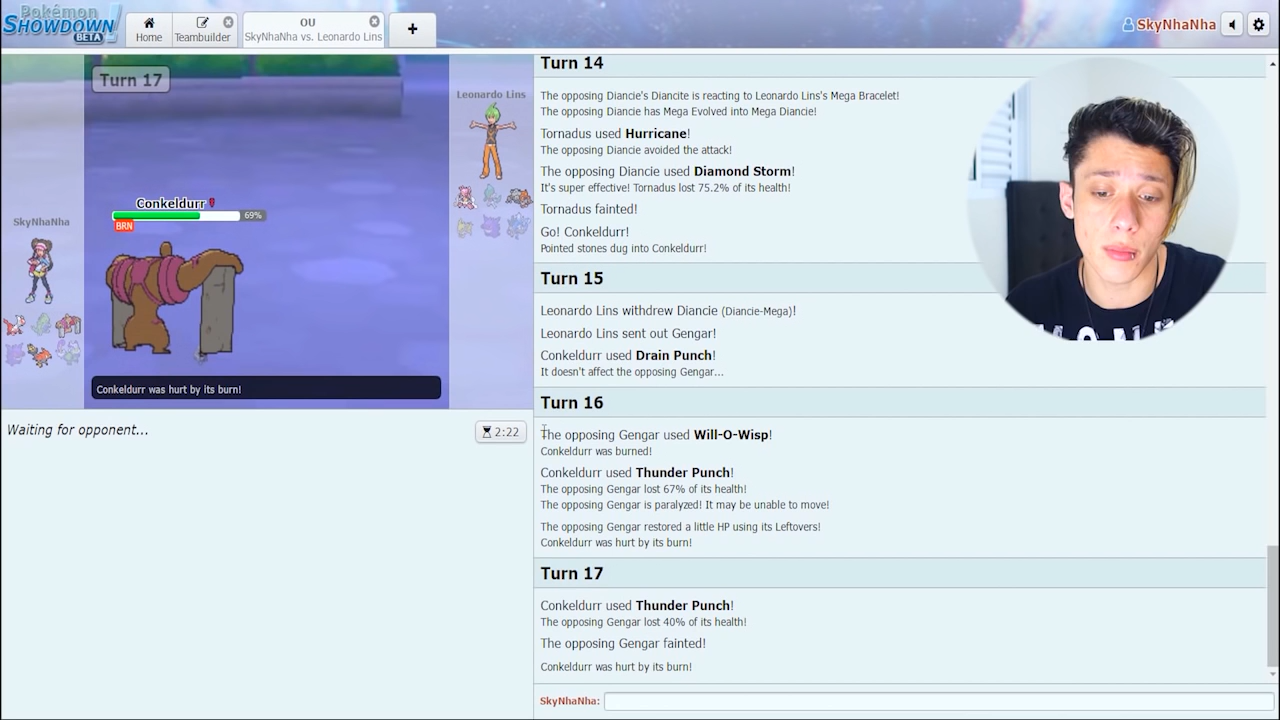 Pokémon
SHOWDOWN!
BETA
Home
Teambuilder
OU
SkyNhaNha vs. Leonardo Lins
+
SkyNhaNha
Turn 17
Leonardo Lins
SkyNhaNha
Conkeldurr
69%
BRN
Conkeldurr was hurt by its burn!
Waiting for opponent...
2:22
Turn 14
The opposing Diancie's Diancite is reacting to Leonardo Lins's Mega Bracelet!
The opposing Diancie has Mega Evolved into Mega Diancie!
Tornadus used Hurricane!
The opposing Diancie avoided the attack!
The opposing Diancie used Diamond Storm!
It's super effective! Tornadus lost 75.2% of its health!
Tornadus fainted!
Go! Conkeldurr!
Pointed stones dug into Conkeldurr!
Turn 15
Leonardo Lins withdrew Diancie (Diancie-Mega)!
Leonardo Lins sent out Gengar!
Conkeldurr used Drain Punch!
It doesn't affect the opposing Gengar...
Turn 16
The opposing Gengar used Will-O-Wisp!
Conkeldurr was burned!
Conkeldurr used Thunder Punch!
The opposing Gengar lost 67% of its health!
The opposing Gengar is paralyzed! It may be unable to move!
The opposing Gengar restored a little HP using its Leftovers!
Conkeldurr was hurt by its burn!
Turn 17
Conkeldurr used Thunder Punch!
The opposing Gengar lost 40% of its health!
The opposing Gengar fainted!
Conkeldurr was hurt by its burn!
SkyNhaNha: